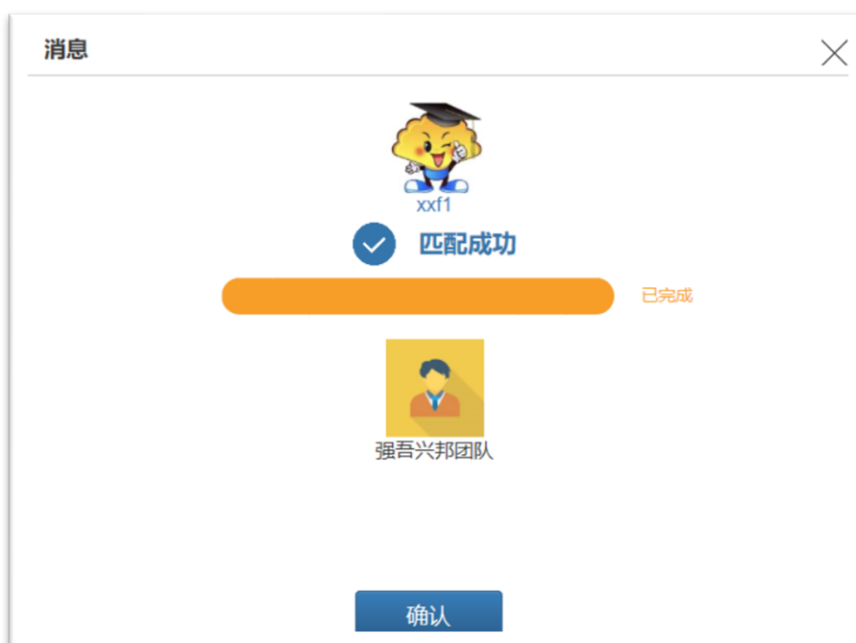 消息
xxf1
匹配成功
已完成
强吾兴邦团队
确认